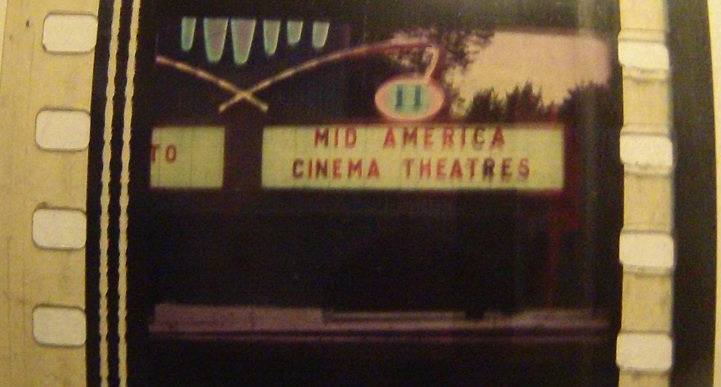 11
TO
MID AMERICA
CINEMA THEATRES